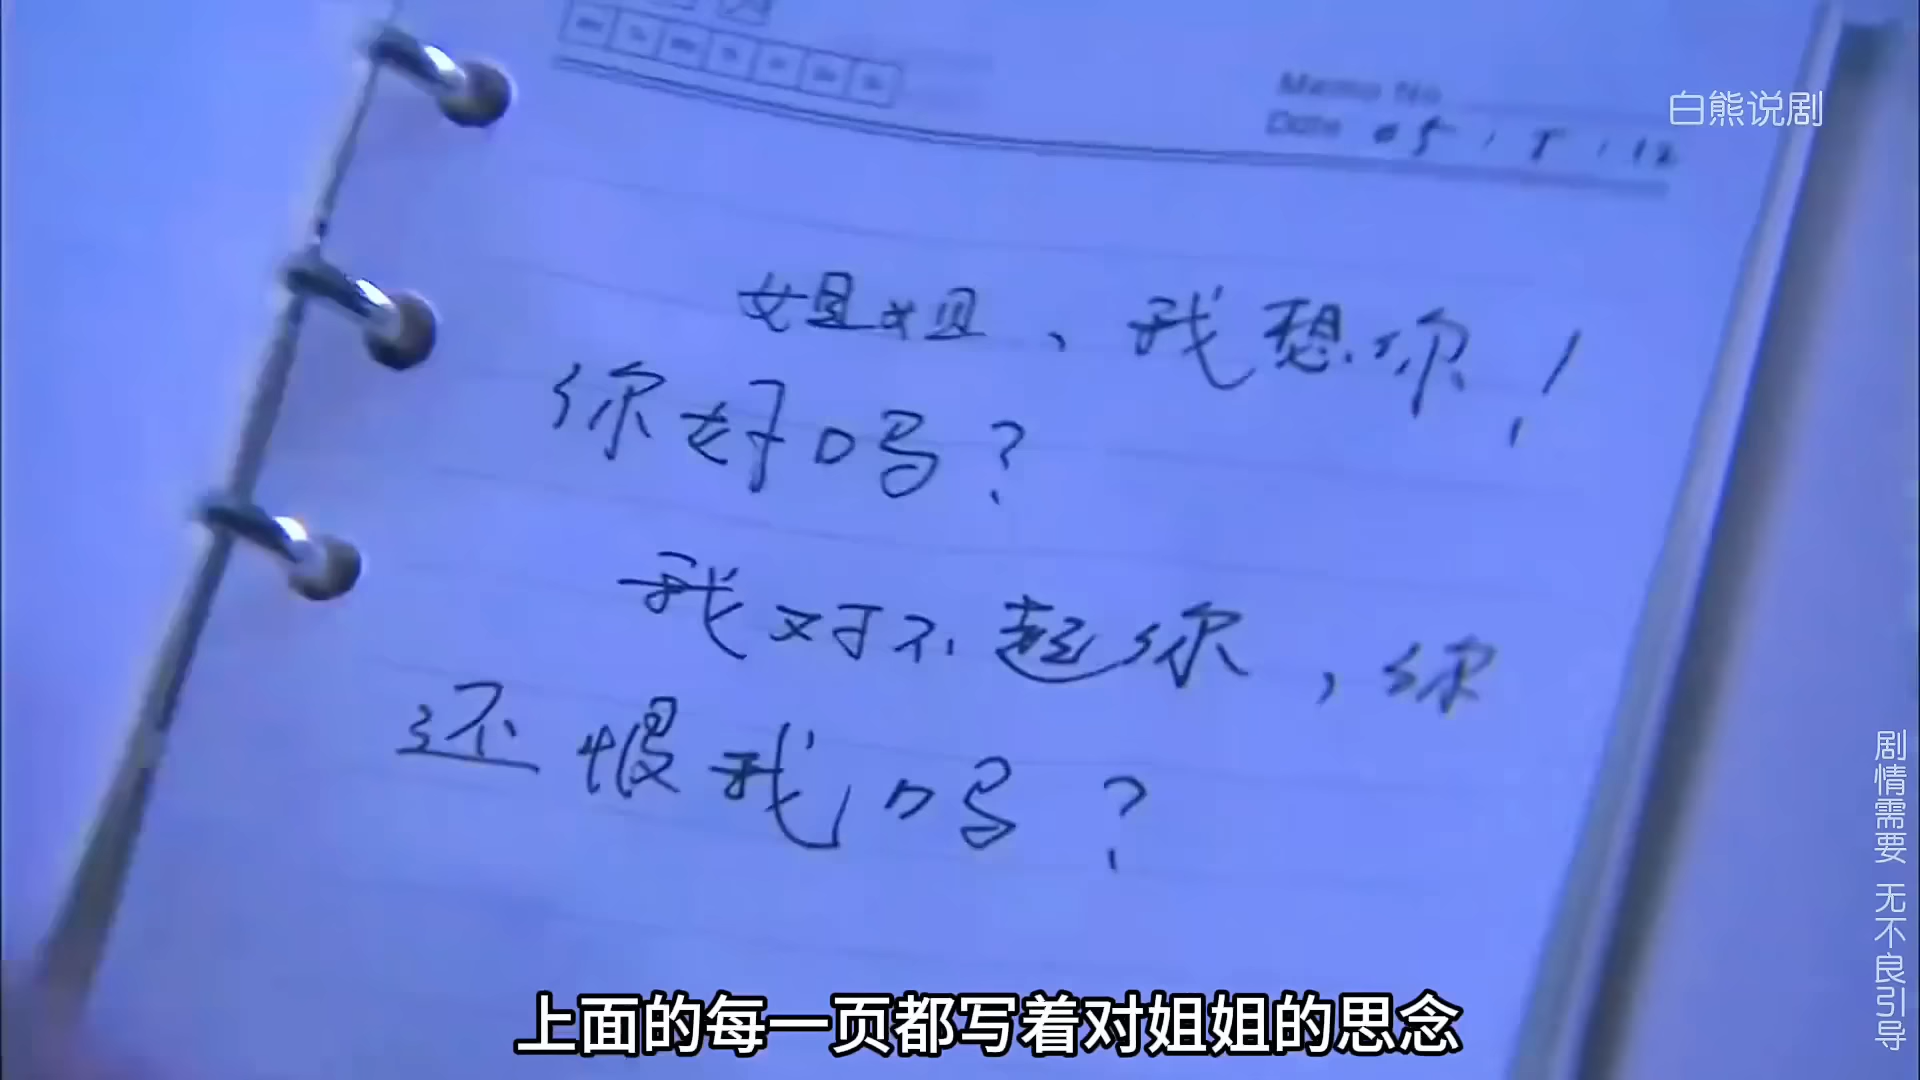 白熊说剧
Memo No
Date 05 . 8 . 12
姐姐、我想你!
你好吗?
我对不起你,你
还恨我吗?
剧情需要 无不良引导
上面的每一页都写着对姐姐的思念